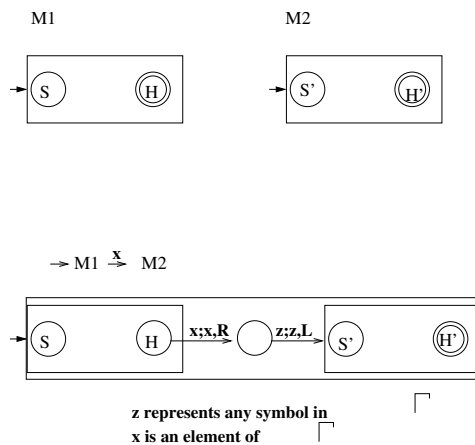 M1 M2
S H S' H'
x
M1 M2
S H x;x,R z;z,L S' H'
z represents any symbol in Γ
x is an element of Γ